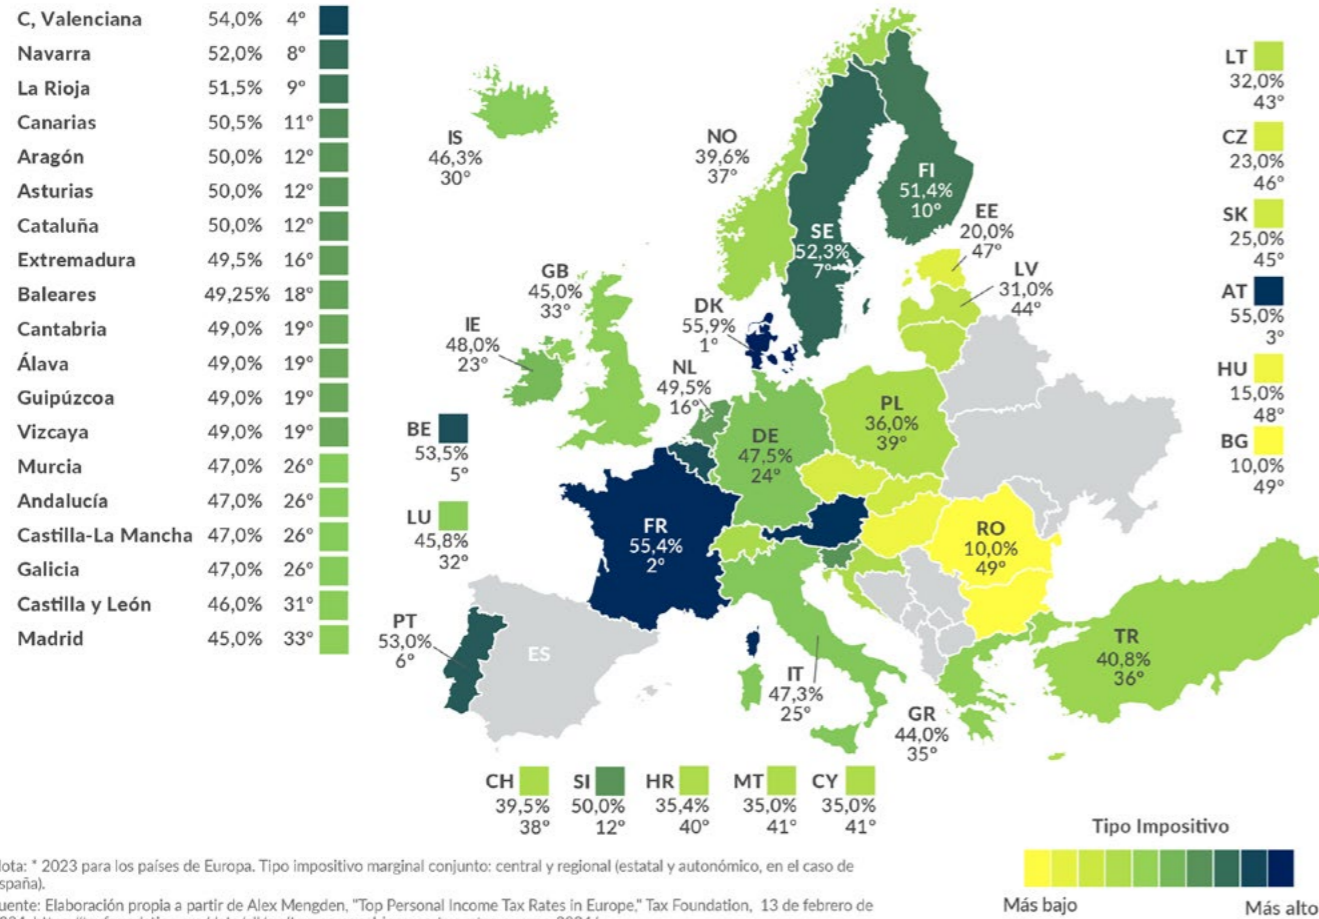 C, Valenciana 54,0% 4º
Navarra 52,0% 8º
La Rioja 51,5% 9º
Canarias 50,5% 11º
Aragón 50,0% 12º
Asturias 50,0% 12º
Cataluña 50,0% 12º
Extremadura 49,5% 16º
Baleares 49,25% 18º
Cantabria 49,0% 19º
Álava 49,0% 19º
Guipúzcoa 49,0% 19º
Vizcaya 49,0% 19º
Murcia 47,0% 26º
Andalucía 47,0% 26º
Castilla-La Mancha 47,0% 26º
Galicia 47,0% 26º
Castilla y León 46,0% 31º
Madrid 45,0% 33º
IS
46,3%
30º
NO
39,6%
37º
FI
51,4%
10º
SE
52,3%
7º
EE
20,0%
47º
LV
31,0%
44º
GB
45,0%
33º
IE
48,0%
23º
DK
55,9%
1º
NL
49,5%
16º
BE
53,5%
5º
LU
45,8%
32º
DE
47,5%
24º
PL
36,0%
39º
FR
55,4%
2º
PT
53,0%
6º
ES
IT
47,3%
25º
GR
44,0%
35º
RO
10,0%
49º
TR
40,8%
36º
LT
32,0%
43º
CZ
23,0%
46º
SK
25,0%
45º
AT
55,0%
3º
HU
15,0%
48º
BG
10,0%
49º
CH
39,5%
38º
SI
50,0%
12º
HR
35,4%
40º
MT
35,0%
41º
CY
35,0%
41º
Tipo Impositivo
Más bajo Más alto
ota: * 2023 para los países de Europa. Tipo impositivo marginal conjunto: central y regional (estatal y autonómico, en el caso de
spaña).
uente: Elaboración propia a partir de Alex Mengden, "Top Personal Income Tax Rates in Europe," Tax Foundation, 13 de febrero de